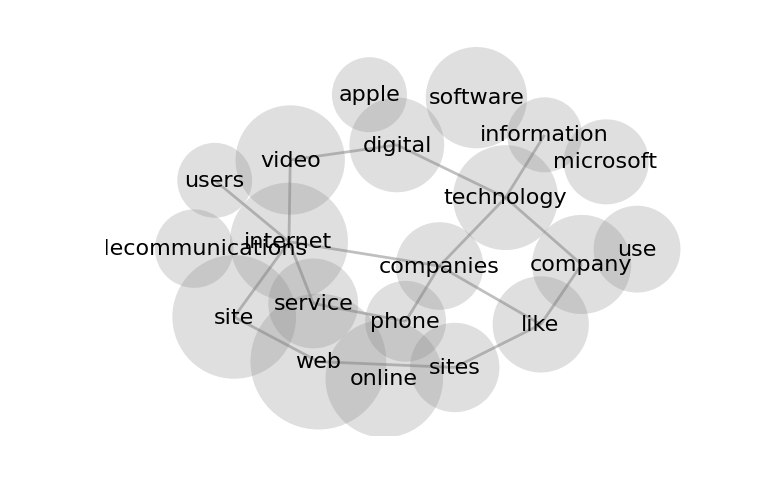 apple
software
information
digital
video
microsoft
users
technology
internet
lecommunications
use
company
companies
service
site
phone
like
web
sites
online